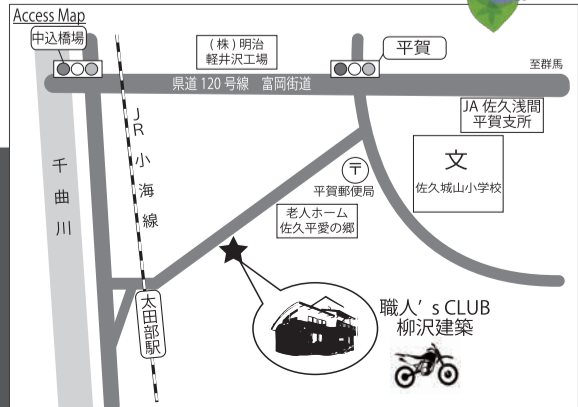 Access Map
中込橋場
(株)明治
軽井沢工場
平賀
至群馬
県道120号線 富岡街道
JA佐久浅間
平賀支所
JR小海線
千曲川
文
佐久城山小学校
〒
平賀郵便局
老人ホーム
佐久平愛の郷
太田部駅
職人’s CLUB
柳沢建築